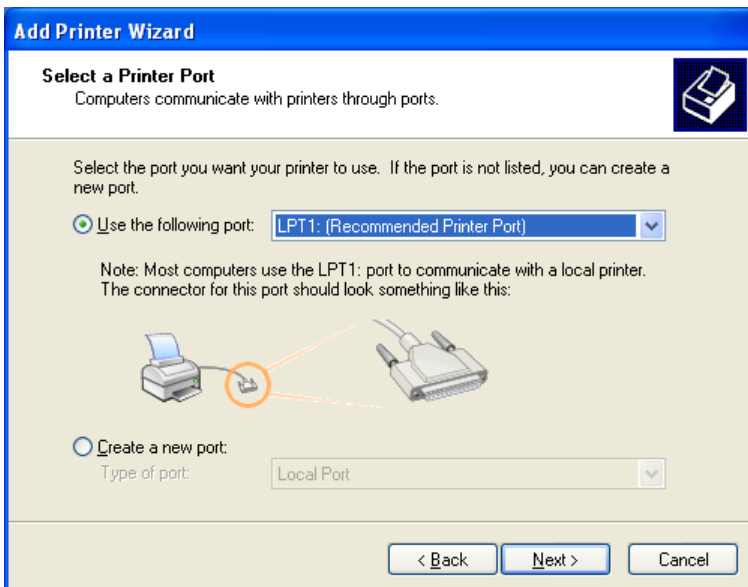 Add Printer Wizard
Select a Printer Port
Computers communicate with printers through ports.
Select the port you want your printer to use.  If the port is not listed, you can create a
new port.
Use the following port: LPT1: (Recommended Printer Port)
Note: Most computers use the LPT1: port to communicate with a local printer.
The connector for this port should look something like this:
Create a new port:
Type of port: Local Port
< Back Next > Cancel